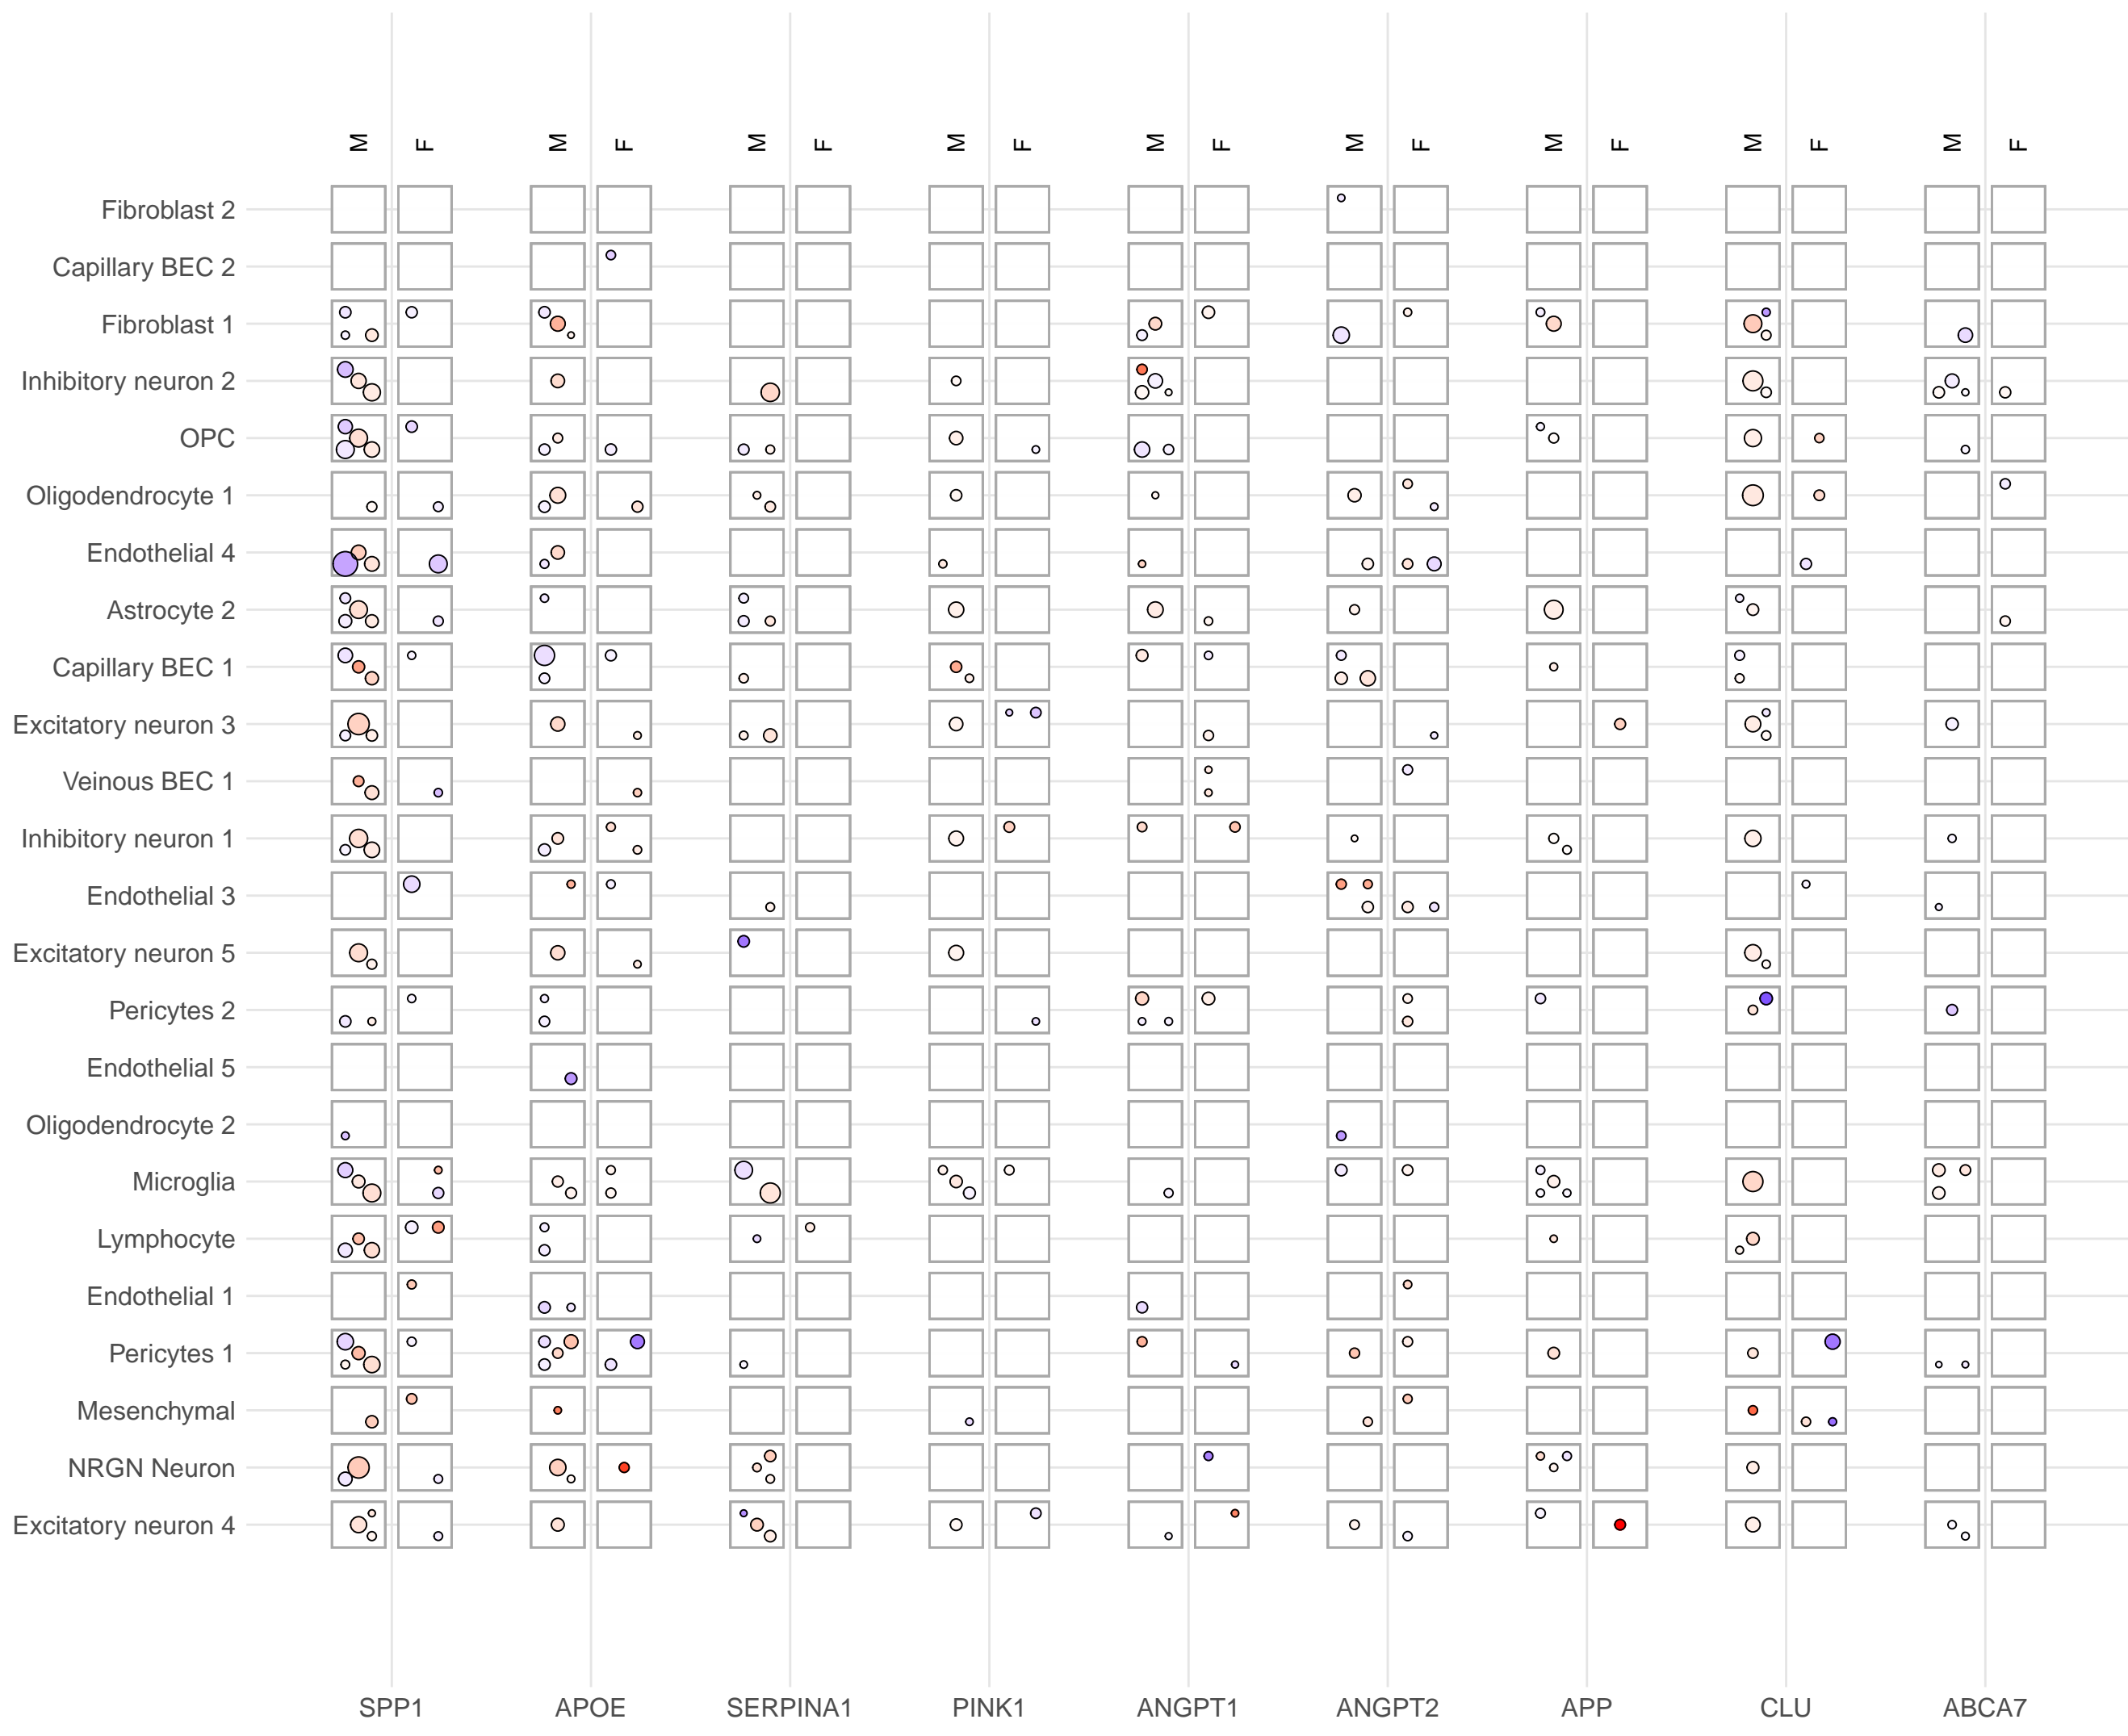 M F M F M F M F M F M F M F M F M F
Fibroblast 2
Capillary BEC 2
Fibroblast 1
Inhibitory neuron 2
OPC
Oligodendrocyte 1
Endothelial 4
Astrocyte 2
Capillary BEC 1
Excitatory neuron 3
Veinous BEC 1
Inhibitory neuron 1
Endothelial 3
Excitatory neuron 5
Pericytes 2
Endothelial 5
Oligodendrocyte 2
Microglia
Lymphocyte
Endothelial 1
Pericytes 1
Mesenchymal
NRGN Neuron
Excitatory neuron 4
SPP1 APOE SERPINA1 PINK1 ANGPT1 ANGPT2 APP CLU ABCA7